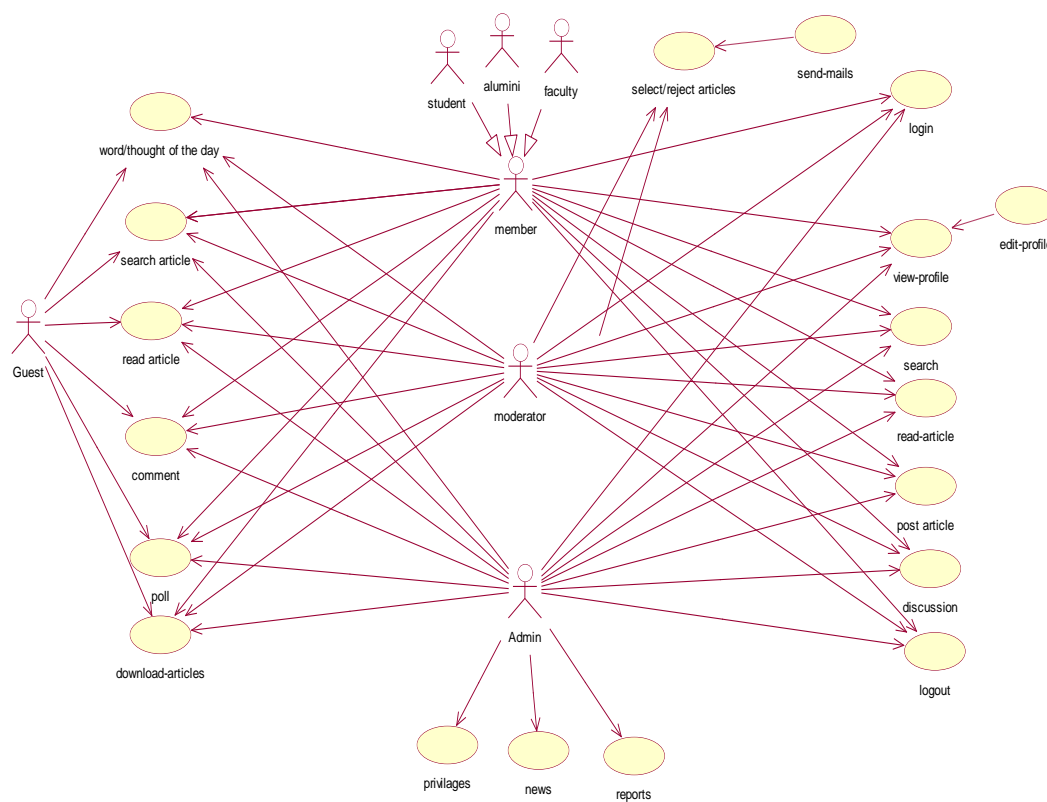 student
alumini
faculty
select/reject articles
send-mails
login
word/thought of the day
member
search article
view-profile
edit-profile
read article
Guest
moderator
search
read-article
comment
post article
poll
discussion
Admin
download-articles
logout
privilages
news
reports